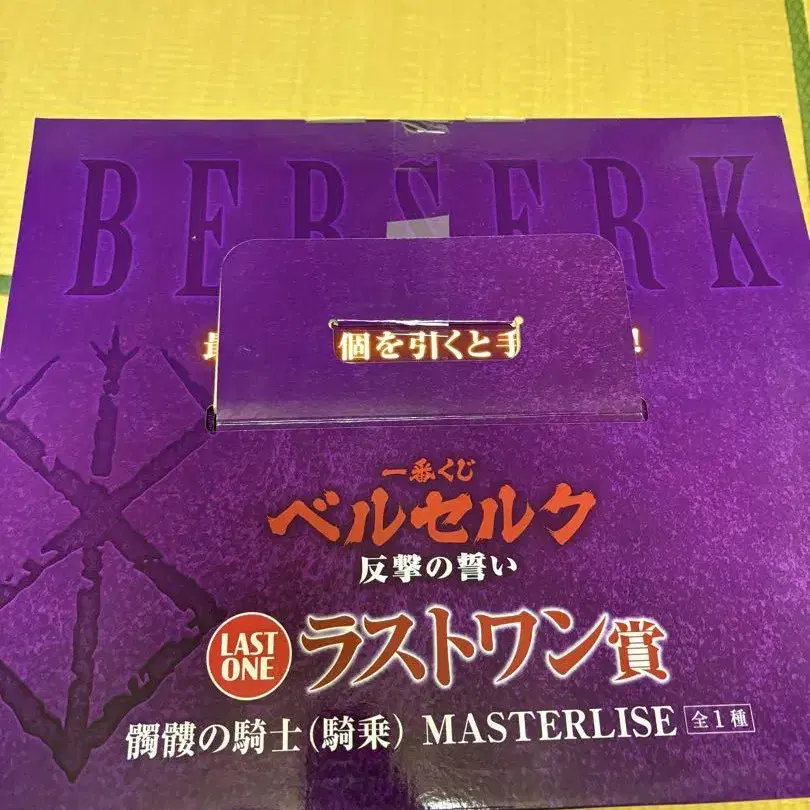 BERSERK
個を引くと手
一番くじ
ベルセルク
反撃の誓い
LAST ONE ラストワン賞
髑髏の騎士(騎乗) MASTERLISE 全1種